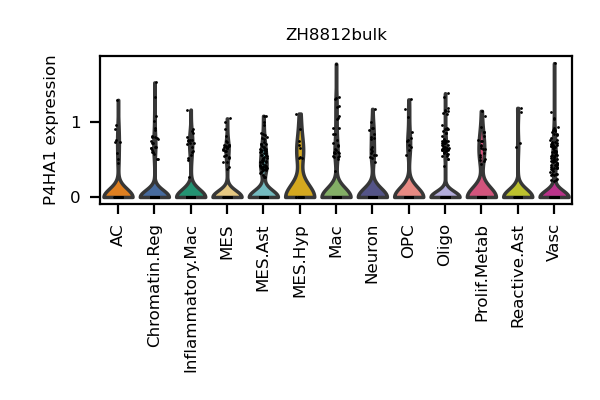 ZH8812bulk
P4HA1 expression
1
0
AC
Chromatin.Reg
Inflammatory.Mac
MES
MES.Ast
MES.Hyp
Mac
Neuron
OPC
Oligo
Prolif.Metab
Reactive.Ast
Vasc